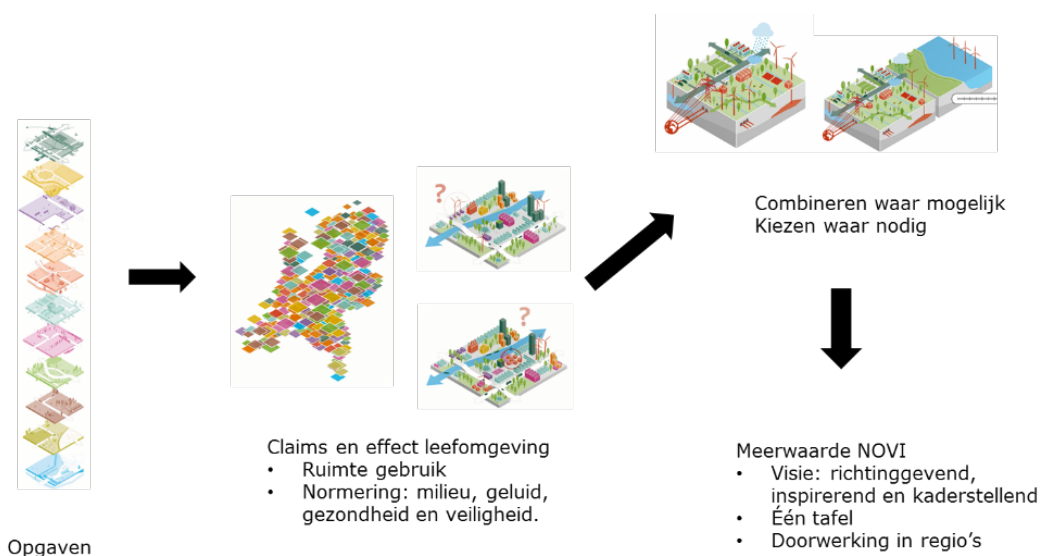 ?
?
Combineren waar mogelijk
Kiezen waar nodig
Claims en effect leefomgeving
• Ruimte gebruik
• Normering: milieu, geluid,
gezondheid en veiligheid.
Meerwaarde NOVI
• Visie: richtinggevend,
inspirerend en kaderstellend
• Één tafel
• Doorwerking in regio's
Opgaven